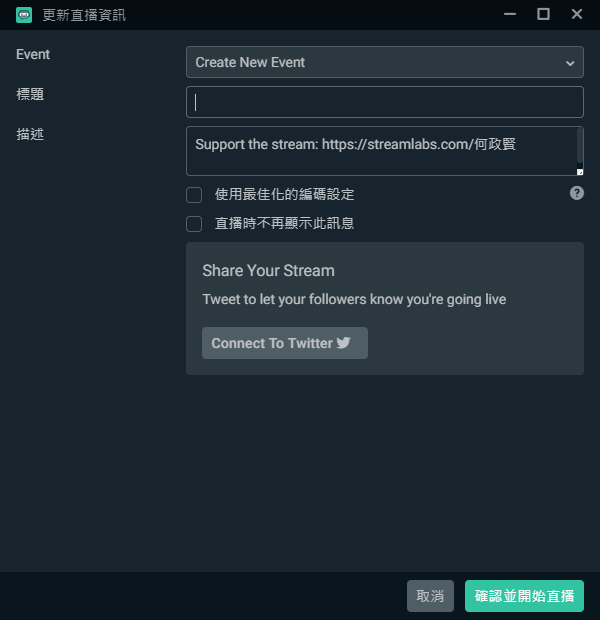 更新直播資訊
Event
Create New Event
標題
描述
Support the stream: https://streamlabs.com/何政賢
使用最佳化的編碼設定
?
直播時不再顯示此訊息
Share Your Stream
Tweet to let your followers know you're going live
Connect To Twitter
取消
確認並開始直播